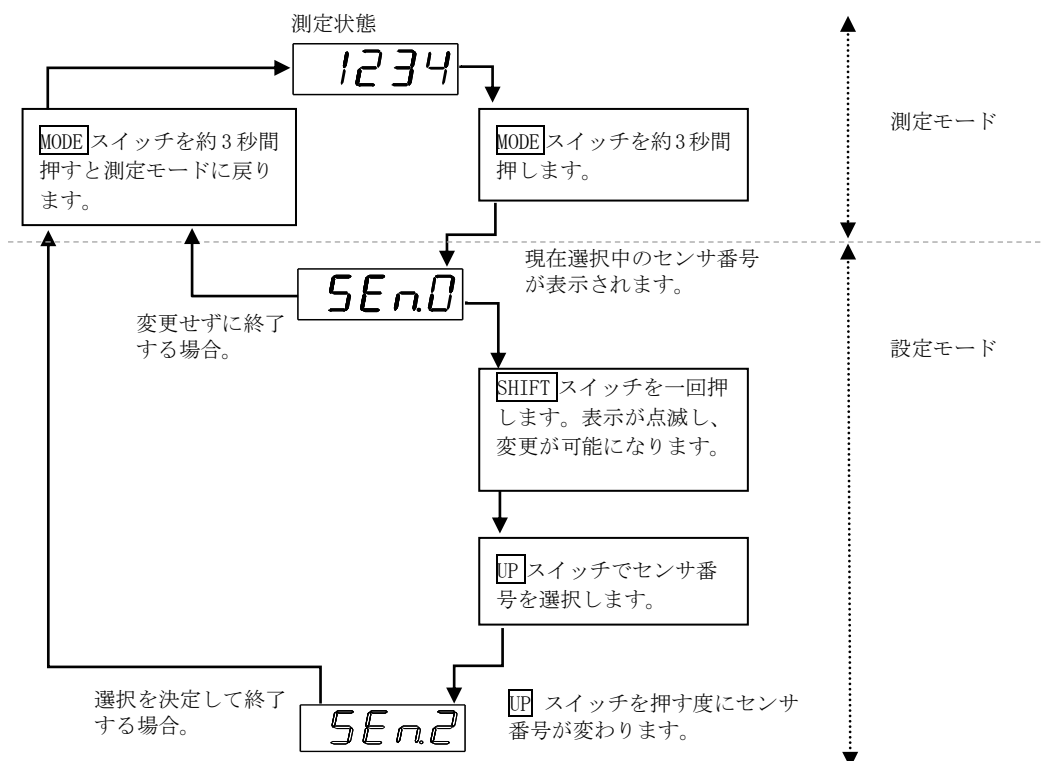 測定状態
1234
測定モード
MODEスイッチを約3秒間
押すと測定モードに戻り
ます。
MODEスイッチを約3秒間
押します。
現在選択中のセンサ番号
が表示されます。
SEn.0
変更せずに終了
する場合。
設定モード
SHIFTスイッチを一回押
します。表示が点滅し、
変更が可能になります。
UPスイッチでセンサ番
号を選択します。
選択を決定して終了
する場合。
SEn.2
UP スイッチを押す度にセンサ
番号が変わります。